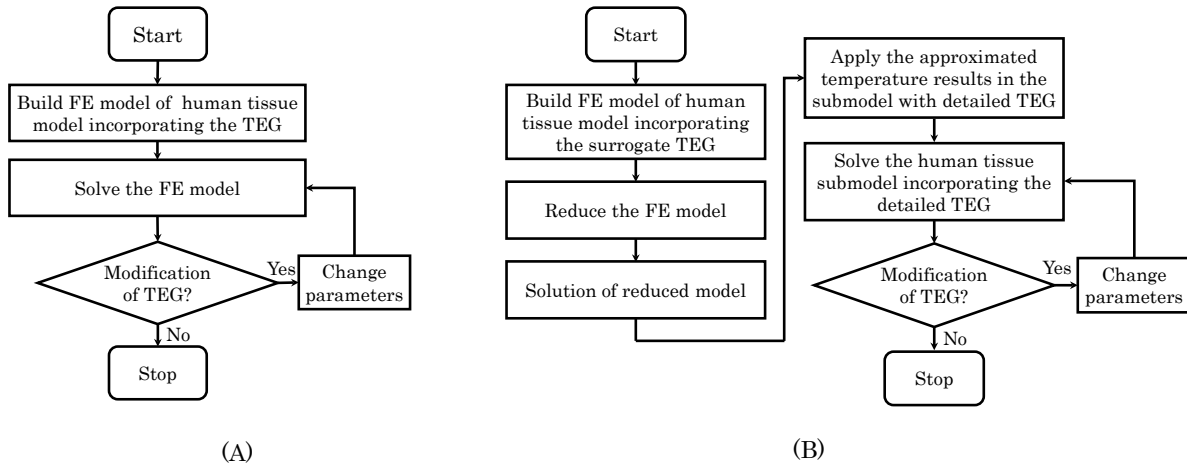 Start
Build FE model of human tissue
model incorporating the TEG
Solve the FE model
Modification
of TEG?
Yes
Change
parameters
No
Stop
(A)
Start
Build FE model of human
tissue model incorporating
the surrogate TEG
Reduce the FE model
Solution of reduced model
Apply the approximated
temperature results in the
submodel with detailed TEG
Solve the human tissue
submodel incorporating the
detailed TEG
Modification
of TEG?
Yes
Change
parameters
No
Stop
(B)